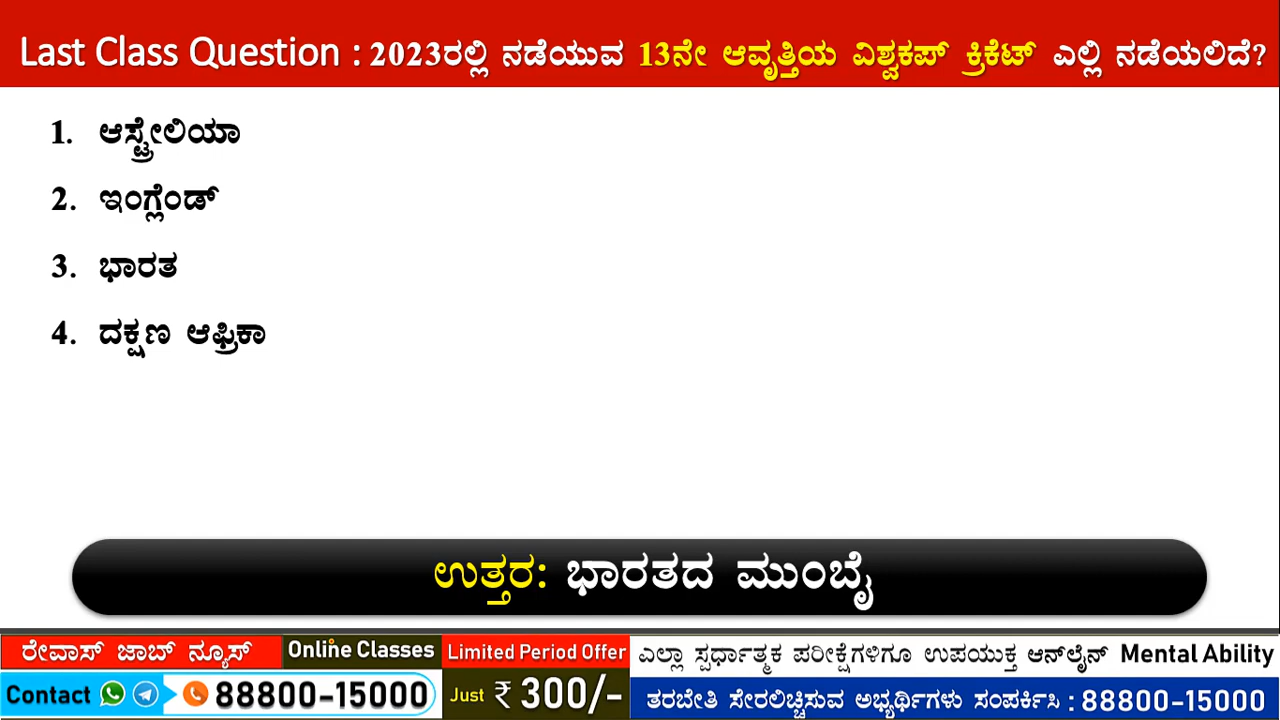 Last Class Question : 2023ರಲ್ಲಿ ನಡೆಯುವ 13ನೇ ಆವೃತ್ತಿಯ ವಿಶ್ವಕಪ್ ಕ್ರಿಕೆಟ್ ಎಲ್ಲಿ ನಡೆಯಲಿದೆ?
1. ಆಸ್ಟ್ರೇಲಿಯಾ
2. ಇಂಗ್ಲೆಂಡ್
3. ಭಾರತ
4. ದಕ್ಷಣ ಆಫ್ರಿಕಾ
ಉತ್ತರ: ಭಾರತದ ಮುಂಬೈ
ರೇವಾಸ್ ಜಾಬ್ ನ್ಯೂಸ್ Online Classes Limited Period Offer ಎಲ್ಲಾ ಸ್ಪರ್ಧಾತ್ಮಕ ಪರೀಕ್ಷೆಗಳಿಗೂ ಉಪಯುಕ್ತ ಆನ್‌ಲೈನ್ Mental Ability
Contact 88800-15000 Just ₹ 300/- ತರಬೇತಿ ಸೇರಲಿಚ್ಚಿಸುವ ಅಭ್ಯರ್ಥಿಗಳು ಸಂಪರ್ಕಿಸಿ : 88800-15000